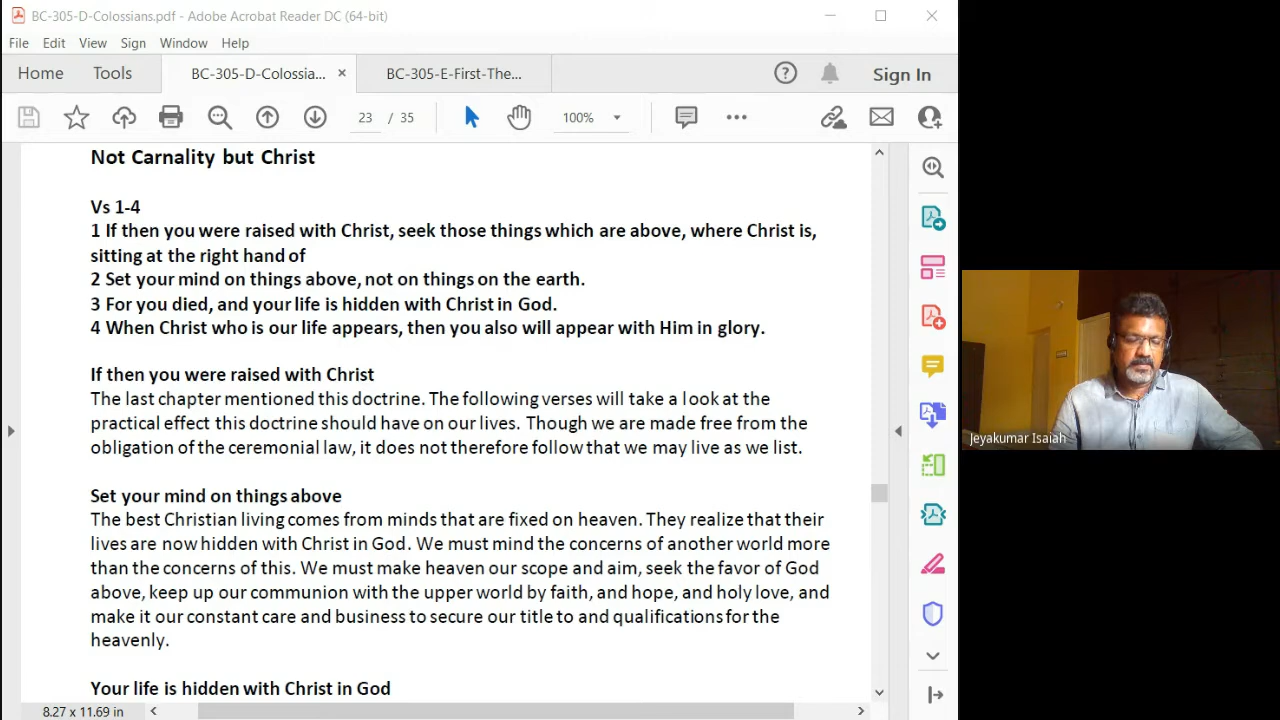 BC-305-D-Colossians.pdf - Adobe Acrobat Reader DC (64-bit)
File Edit View Sign Window Help
Home Tools BC-305-D-Colossia... × BC-305-E-First-The... ? Sign In
23 / 35 100%
Not Carnality but Christ
Vs 1-4
1 If then you were raised with Christ, seek those things which are above, where Christ is,
sitting at the right hand of
2 Set your mind on things above, not on things on the earth.
3 For you died, and your life is hidden with Christ in God.
4 When Christ who is our life appears, then you also will appear with Him in glory.
If then you were raised with Christ
The last chapter mentioned this doctrine. The following verses will take a look at the
practical effect this doctrine should have on our lives. Though we are made free from the
obligation of the ceremonial law, it does not therefore follow that we may live as we list.
Set your mind on things above
The best Christian living comes from minds that are fixed on heaven. They realize that their
lives are now hidden with Christ in God. We must mind the concerns of another world more
than the concerns of this. We must make heaven our scope and aim, seek the favor of God
above, keep up our communion with the upper world by faith, and hope, and holy love, and
make it our constant care and business to secure our title to and qualifications for the
heavenly.
Your life is hidden with Christ in God
8.27 x 11.69 in
Jeyakumar Isaiah